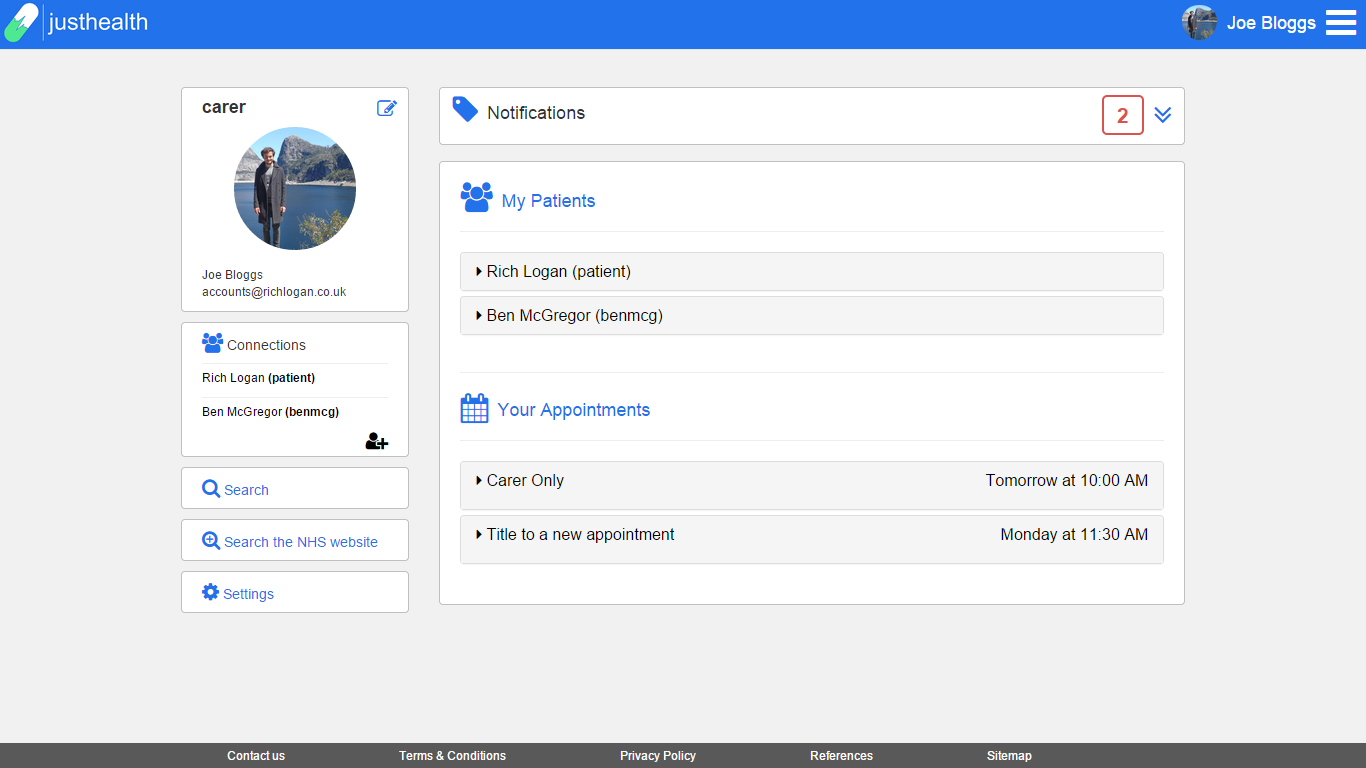 justhealth
Joe Bloggs
carer
Joe Bloggs
accounts@richlogan.co.uk
Connections
Rich Logan (patient)
Ben McGregor (benmcg)
Search
Search the NHS website
Settings
Notifications
2
My Patients
Rich Logan (patient)
Ben McGregor (benmcg)
Your Appointments
Carer Only Tomorrow at 10:00 AM
Title to a new appointment Monday at 11:30 AM
Contact us Terms & Conditions Privacy Policy References Sitemap